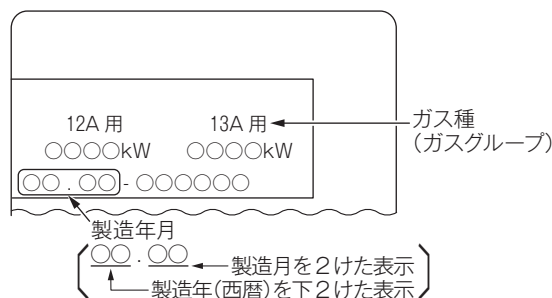 12A 用 13A 用
ガス種
(ガスグループ)
○○○○kW ○○○○kW
○○.○○-○○○○○○
製造年月
○○.○○
製造月を2けた表示
製造年(西暦)を下2けた表示